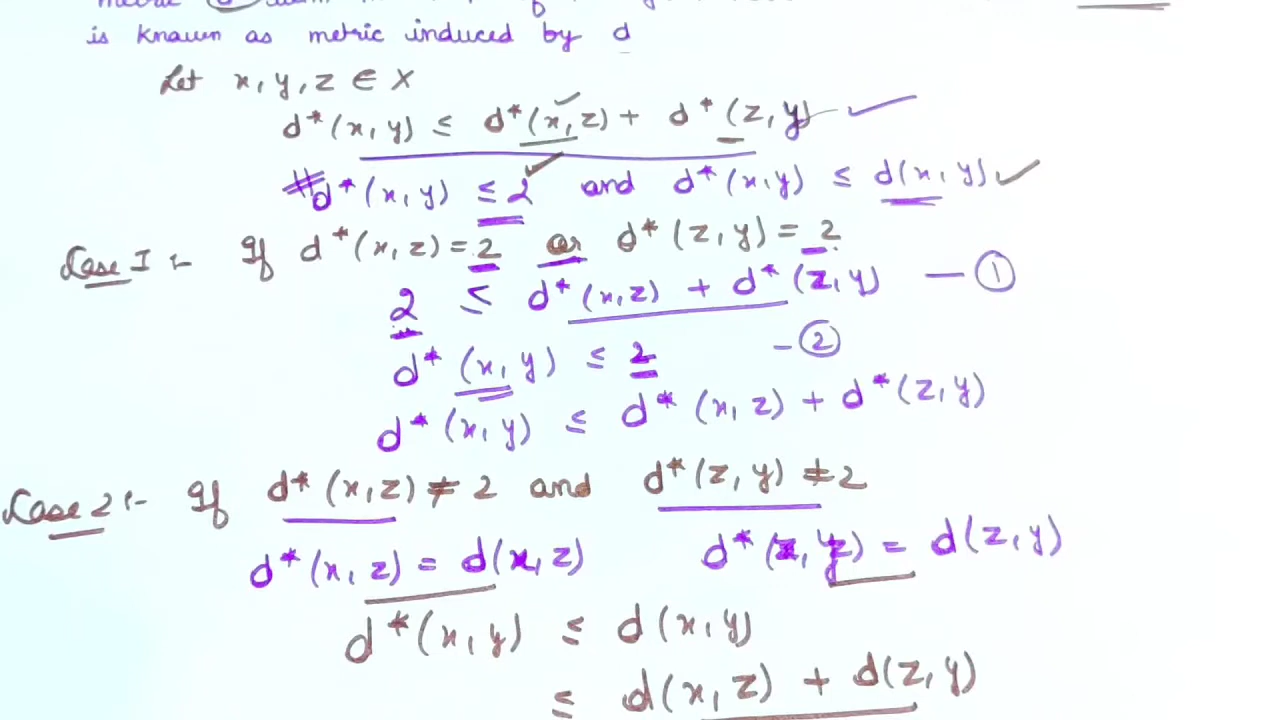 is known as metric induced by d
Let x, y, z ∈ X
d*(x, y) ≤ d*(x, z) + d*(z, y)
d*(x, y) ≤ 2 and d*(x, y) ≤ d(x, y)
Case I :- If d*(x, z) = 2 or d*(z, y) = 2
2 ≤ d*(x, z) + d*(z, y) — ①
d*(x, y) ≤ 2 - ②
d*(x, y) ≤ d*(x, z) + d*(z, y)
Case 2 :- If d*(x, z) ≠ 2 and d*(z, y) ≠ 2
d*(x, z) = d(x, z) d*(z, y) = d(z, y)
d*(x, y) ≤ d(x, y)
≤ d(x, z) + d(z, y)